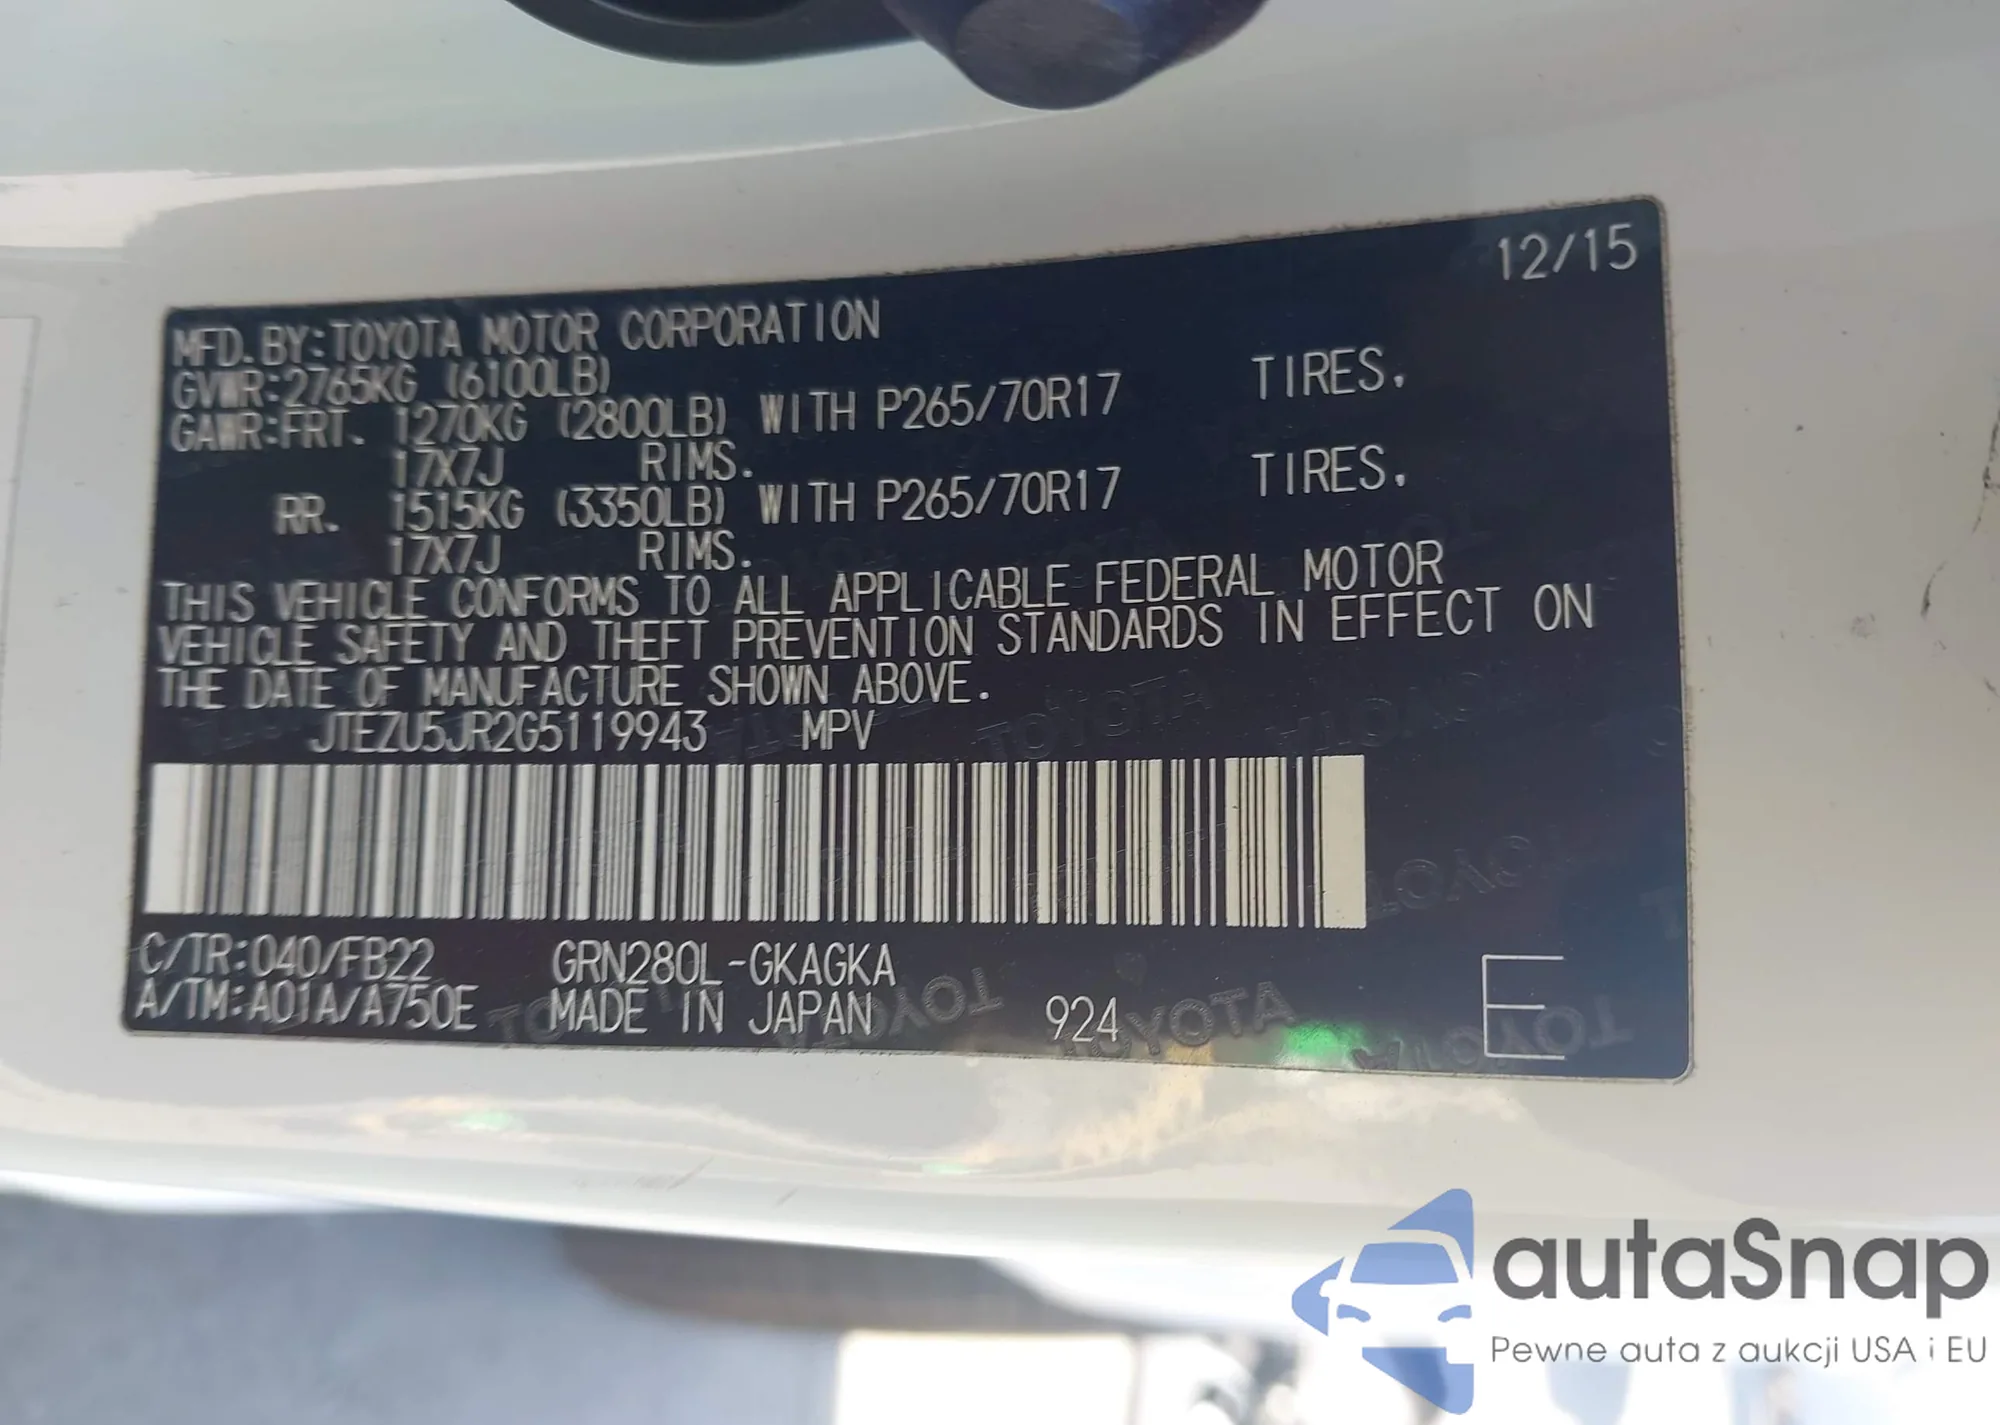 12/15
MFD.BY:TOYOTA MOTOR CORPORATION
GVWR:2765KG (6100LB)
GAWR:FRT. 1270KG (2800LB) WITH P265/70R17 TIRES.
17X7J RIMS.
RR. 1515KG (3350LB) WITH P265/70R17 TIRES.
17X7J RIMS.
THIS VEHICLE CONFORMS TO ALL APPLICABLE FEDERAL MOTOR
VEHICLE SAFETY AND THEFT PREVENTION STANDARDS IN EFFECT ON
THE DATE OF MANUFACTURE SHOWN ABOVE.
JTEZU5JR2G5119943 MPV
C/TR:040/FB22 GRN280L-GKAGKA
A/TM:A01A/A750E MADE IN JAPAN 924 E
autaSnap
Pewne auta z aukcji USA i EU